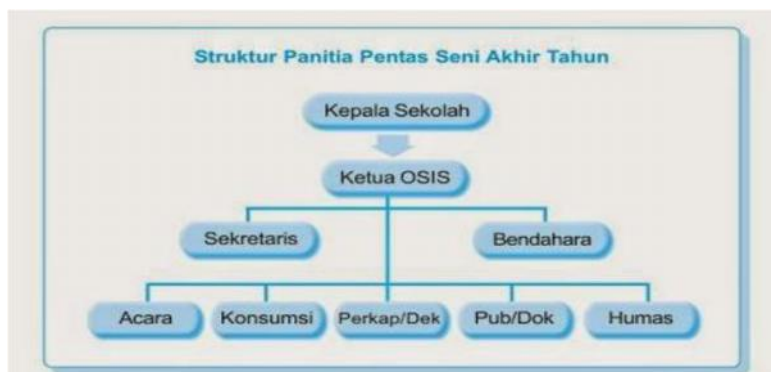 Struktur Panitia Pentas Seni Akhir Tahun
Kepala Sekolah
Ketua OSIS
Sekretaris
Bendahara
Acara
Konsumsi
Perkap/Dek
Pub/Dok
Humas